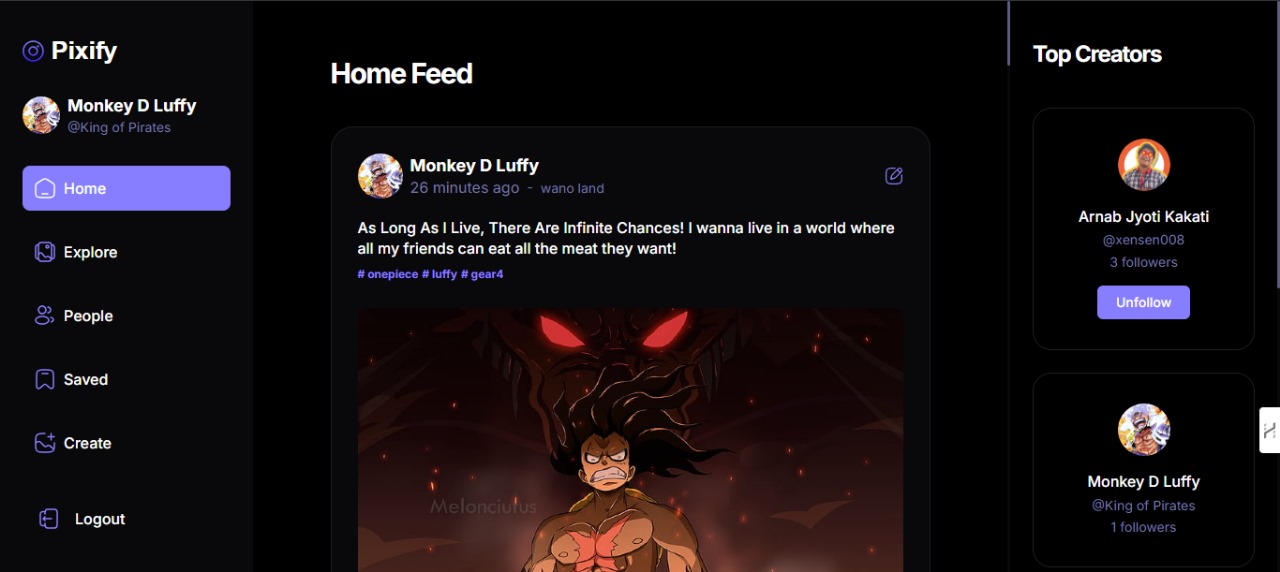 Pixify
Monkey D Luffy
@King of Pirates
Home
Explore
People
Saved
Create
Logout
Home Feed
Monkey D Luffy
26 minutes ago - wano land
As Long As I Live, There Are Infinite Chances! I wanna live in a world where
all my friends can eat all the meat they want!
# onepiece # luffy # gear4
Melonciutus
Top Creators
Arnab Jyoti Kakati
@xensen008
3 followers
Unfollow
Monkey D Luffy
@King of Pirates
1 followers